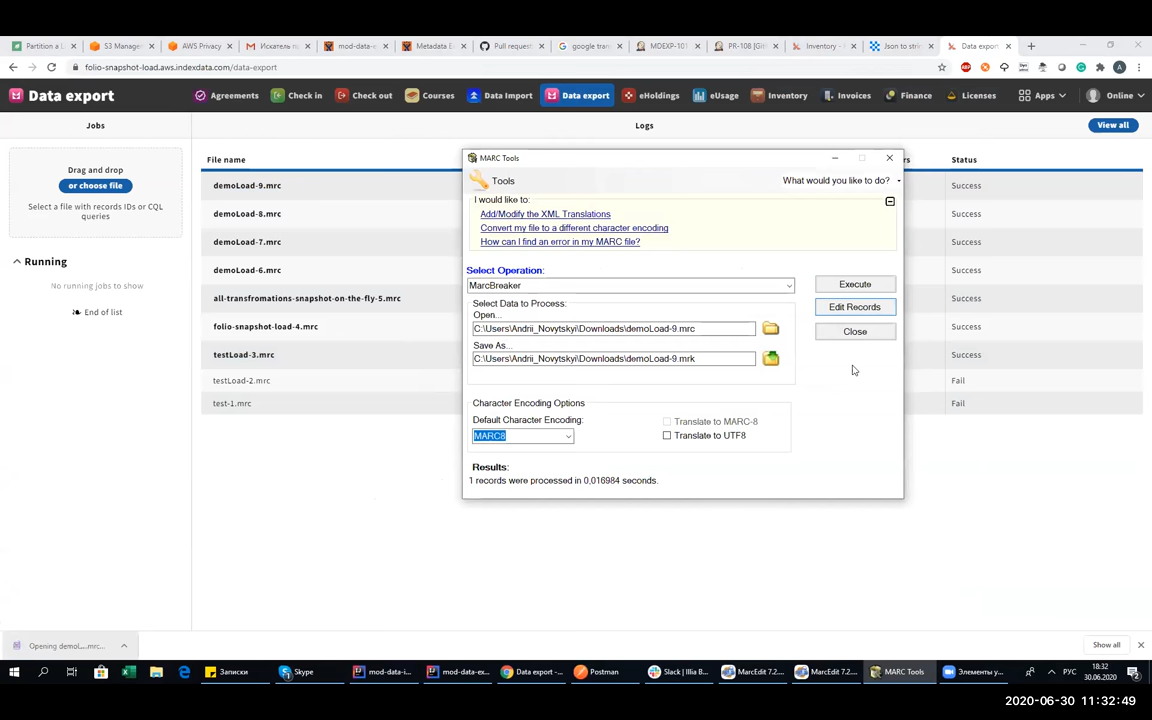 Partition a l
S3 Manage
AWS Privacy
Искатель п
mod-data-e
Metadata E
Pull reques
google tran
MDEXP-101
PR-108 [Git
Inventory - F
Json to strin
Data export
folio-snapshot-load.aws.indexdata.com/data-export
Data export
Agreements
Check in
Check out
Courses
Data Import
Data export
eHoldings
eUsage
Inventory
Invoices
Finance
Licenses
Apps
Online
Jobs
Logs
View all
Drag and drop
or choose file
Select a file with records IDs or CQL
queries
Running
No running jobs to show
End of list
File name
Status
demoLoad-9.mrc
Success
demoLoad-8.mrc
Success
demoLoad-7.mrc
Success
demoLoad-6.mrc
Success
all-transfromations-snapshot-on-the-fly-5.mrc
Success
folio-snapshot-load-4.mrc
Success
testLoad-3.mrc
Success
testLoad-2.mrc
Fail
test-1.mrc
Fail
MARC Tools
Tools
What would you like to do?
I would like to:
Add/Modify the XML Translations
Convert my file to a different character encoding
How can I find an error in my MARC file?
Select Operation:
MarcBreaker
Execute
Select Data to Process:
Open...
C:\Users\Andrii_Novytskyi\Downloads\demoLoad-9.mrc
Edit Records
Save As...
C:\Users\Andrii_Novytskyi\Downloads\demoLoad-9.mrk
Close
Character Encoding Options
Default Character Encoding:
MARC8
Translate to MARC-8
Translate to UTF8
Results:
1 records were processed in 0,016984 seconds.
Opening demoL....mrc...
Show all
Записки
Skype
mod-data-i...
mod-data-ex...
Data export -...
Postman
Slack | Illia B...
MarcEdit 7.2...
MarcEdit 7.2...
MARC Tools
Элементы у...
РУС
18:32
30.06.2020
2020-06-30 11:32:49